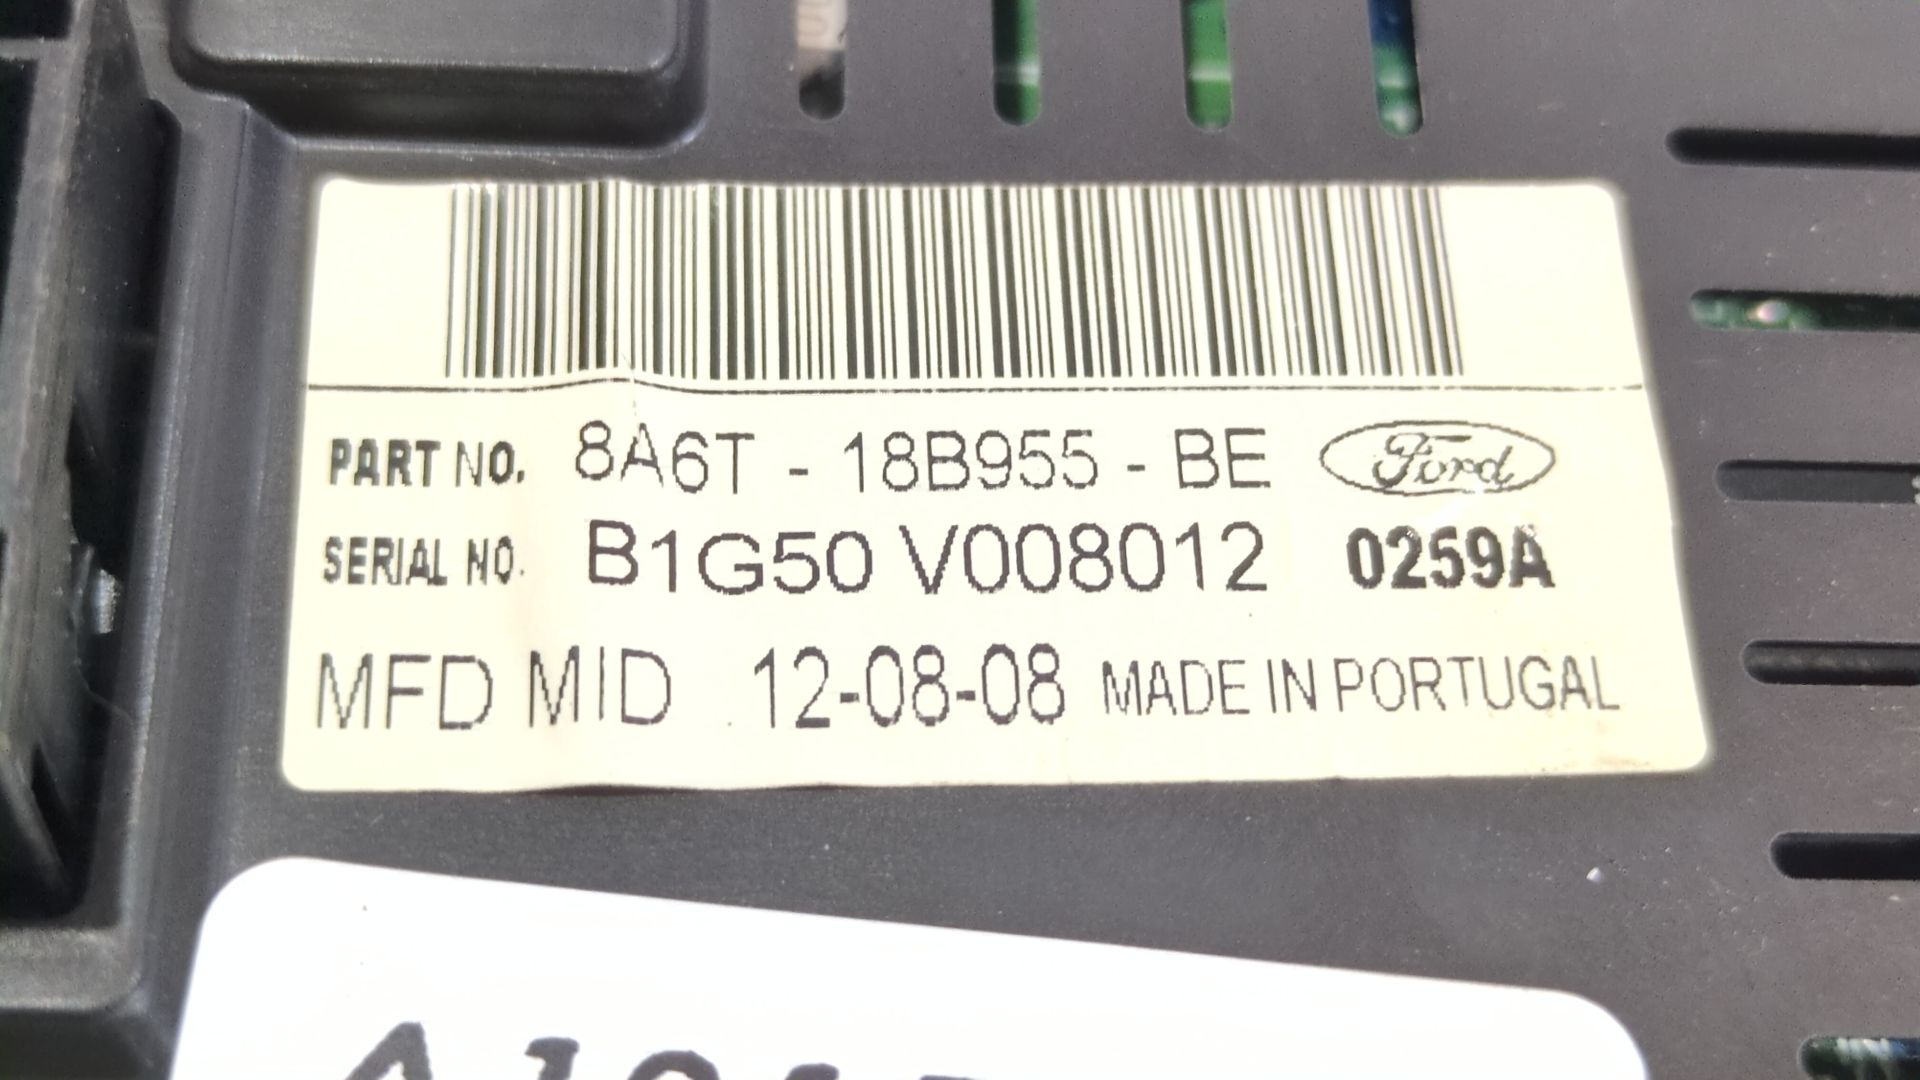 PART NO. 8A6T - 18B955 - BE Ford
SERIAL NO. B1G50 V008012 0259A
MFD MID 12-08-08 MADE IN PORTUGAL